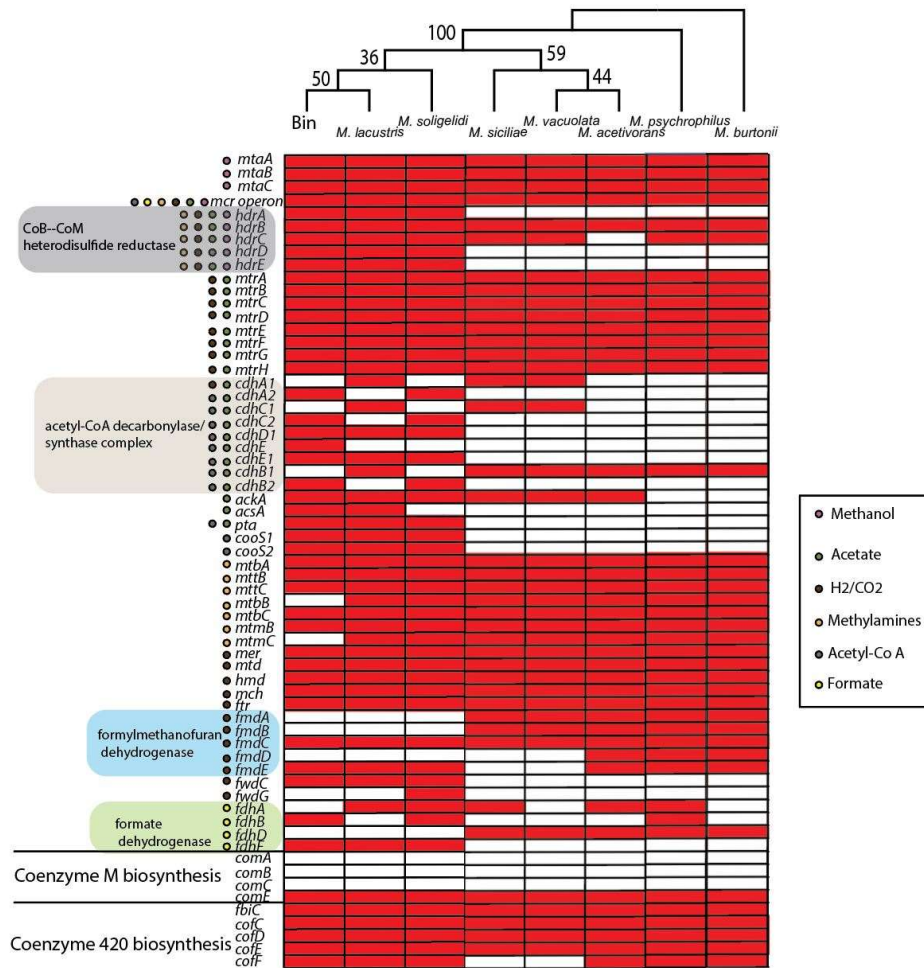 100
36
59
50
44
Bin
M. lacustris
M. soligelidi
M. siciliae
M. vacuolata
M. acetivorans
M. psychrophilus
M. burtonii
mtaA
mtaB
mtaC
mcr operon
CoB--CoM
heterodisulfide reductase
hdrA
hdrB
hdrC
hdrD
hdrE
mtrA
mtrB
mtrC
mtrD
mtrE
mtrF
mtrG
mtrH
acetyl-CoA decarbonylase/
synthase complex
cdhA1
cdhA2
cdhC1
cdhC2
cdhD1
cdhE
cdhE1
cdhB1
cdhB2
ackA
acsA
pta
cooS1
cooS2
mtbA
mttB
mttC
mtbB
mtbC
mtmB
mtmC
mer
mtd
hmd
mch
ftr
formylmethanofuran
dehydrogenase
fmdA
fmdB
fmdC
fmdD
fmdE
fwdC
fwdG
formate
dehydrogenase
fdhA
fdhB
fdhD
fdhF
Coenzyme M biosynthesis
comA
comB
comC
comE
Coenzyme 420 biosynthesis
fbiC
cofC
cofD
cofE
cofF
Methanol
Acetate
H2/CO2
Methylamines
Acetyl-Co A
Formate